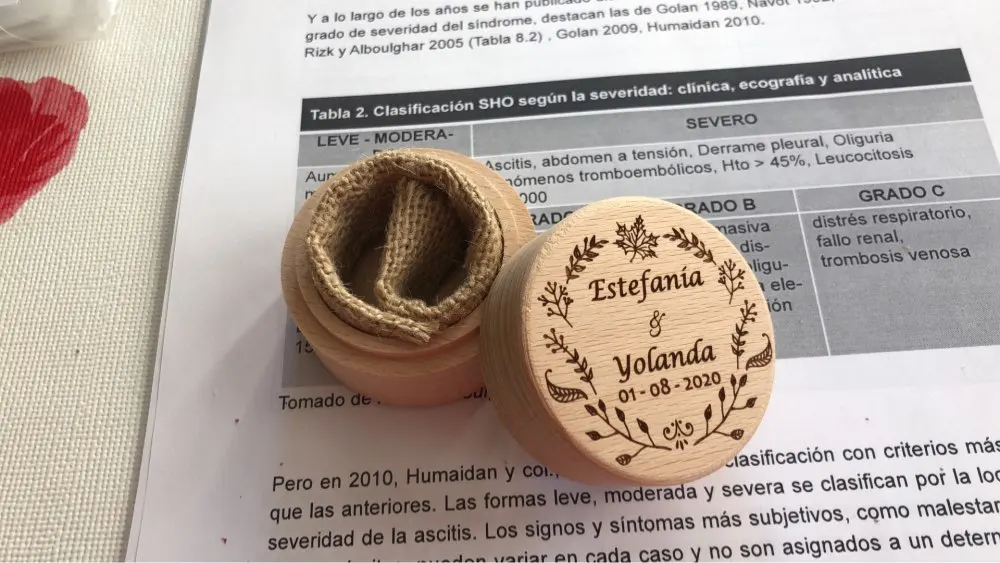 Y a lo largo de los años se han
grado de severidad del síndrome, destacan las de Golan 1989, Navot
Rizk y Alboulghar 2005 (Tabla 8.2) , Golan 2009, Humaidan 2010.
Tabla 2. Clasificación SHO según la severidad: clínica, ecografía y analítica
LEVE - MODERA-
SEVERO
Ascitis, abdomen a tensión, Derrame pleural, Oliguria
Hto > 45%, Leucocitosis
tromboembólicos,
000
GRADO B
GRADO C
masiva
distrés respiratorio,
fallo renal,
trombosis venosa
Estefanía
&
Yolanda
01-08-2020
15
Tomado de
Pero en 2010, Humaidan y
clasificación con criterios más
que las anteriores. Las formas leve, moderada y severa se clasifican por la
severidad de la ascitis. Los signos y síntomas más subjetivos, como
variar en cada caso y no son asignados a un